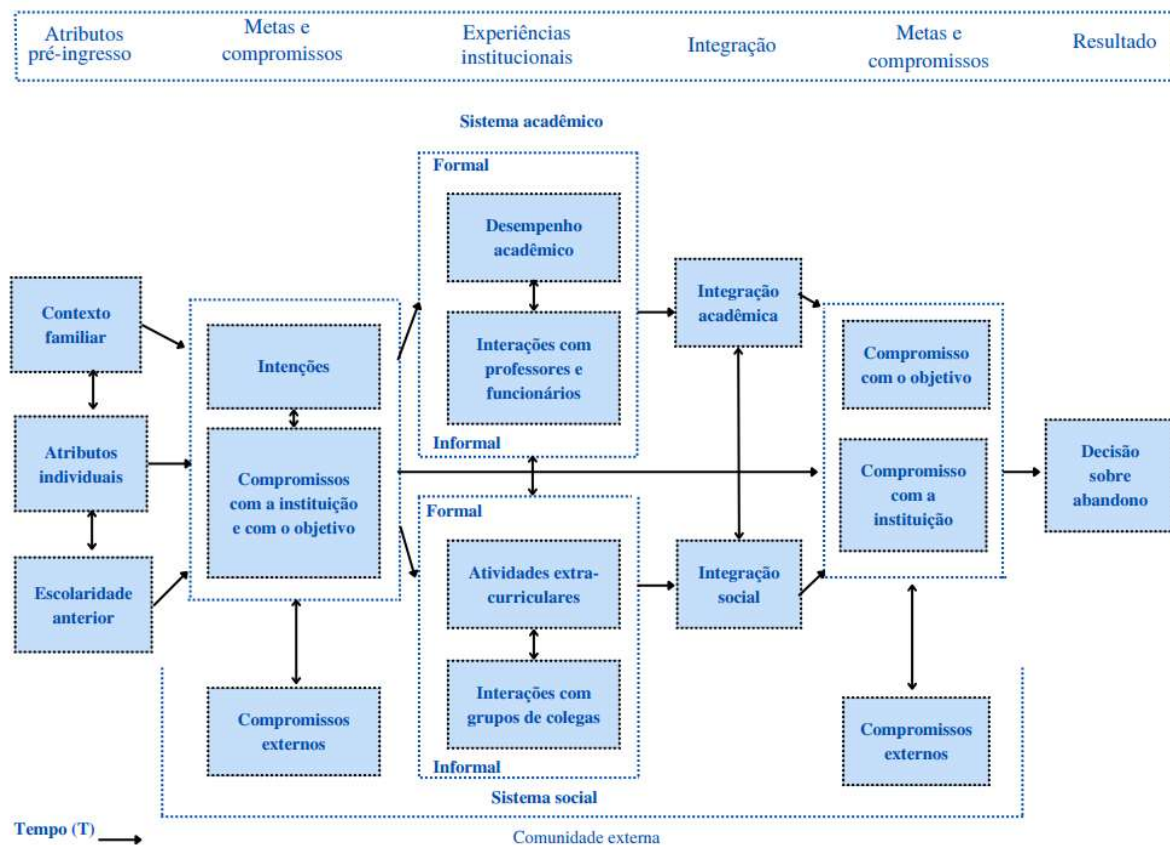 Atributos
pré-ingresso
Metas e
compromissos
Experiências
institucionais
Integração
Metas e
compromissos
Resultado
Sistema acadêmico
Formal
Desempenho
acadêmico
Interações com
professores e
funcionários
Informal
Contexto
familiar
Atributos
individuais
Escolaridade
anterior
Intenções
Compromissos
com a instituição
e com o objetivo
Compromissos
externos
Formal
Atividades extra-
curriculares
Interações com
grupos de colegas
Informal
Sistema social
Integração
acadêmica
Integração
social
Compromisso
com o objetivo
Compromisso
com a
instituição
Compromissos
externos
Decisão
sobre
abandono
Tempo (T)
Comunidade externa